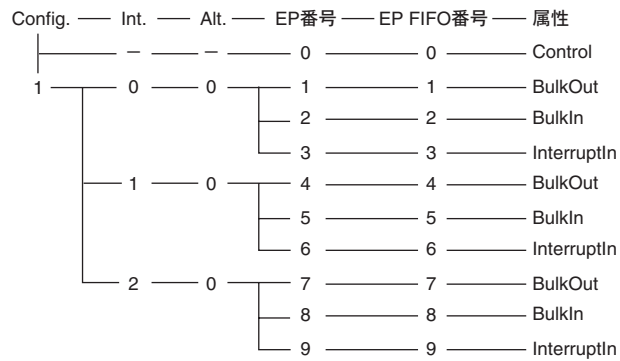 Config. Int. Alt. EP番号 EP FIFO番号 属性
– – 0 0 Control
1 0 0 1 1 BulkOut
2 2 BulkIn
3 3 InterruptIn
1 0 4 4 BulkOut
5 5 BulkIn
6 6 InterruptIn
2 0 7 7 BulkOut
8 8 BulkIn
9 9 InterruptIn